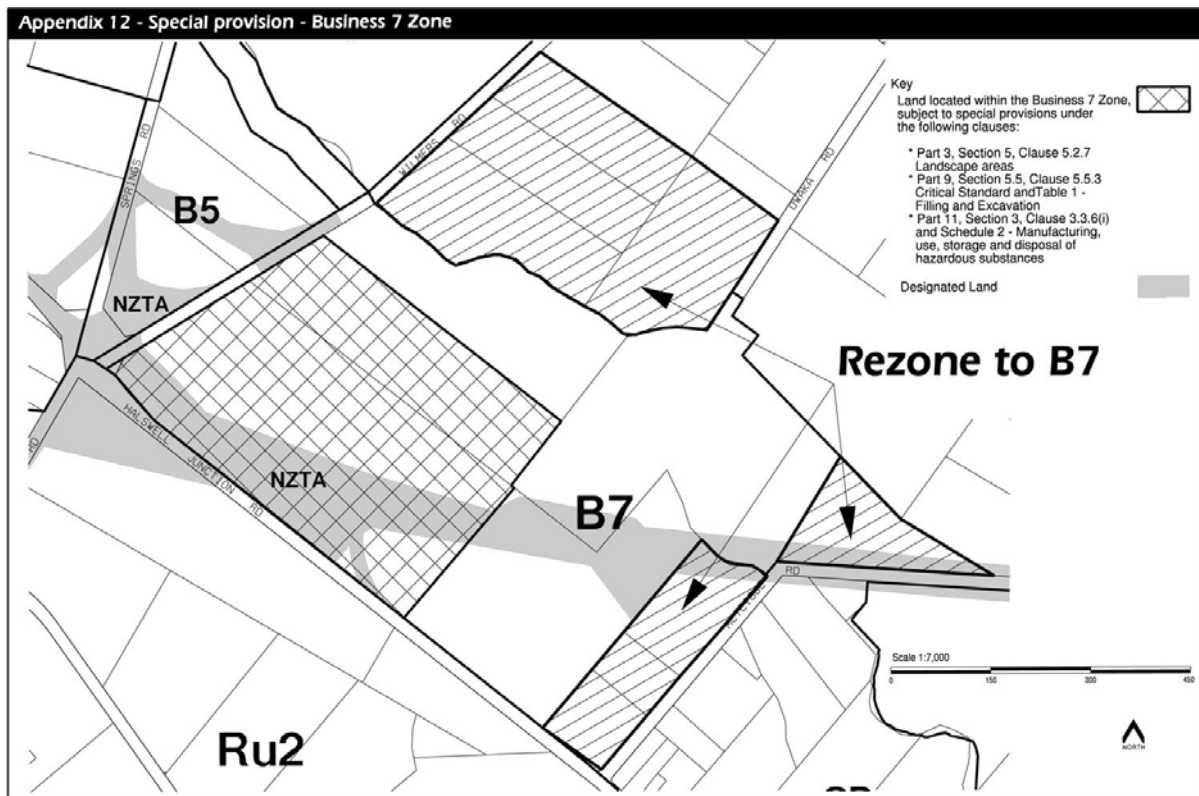 Appendix 12 - Special provision - Business 7 Zone
Key
Land located within the Business 7 Zone,
subject to special provisions under
the following clauses:
* Part 3, Section 5, Clause 5.2.7
Landscape areas
* Part 9, Section 5.5, Clause 5.5.3
Critical Standard andTable 1 -
Filling and Excavation
* Part 11, Section 3, Clause 3.3.6(i)
and Schedule 2 - Manufacturing,
use, storage and disposal of
hazardous substances
Designated Land
SPRINGS RD
WILMERS RD
OWAKA RD
B5
NZTA
Rezone to B7
RD
HALSWELL JUNCTION RD
NZTA
B7
RD
Scale 1:7,000
0 150 300 450
NORTH
Ru2